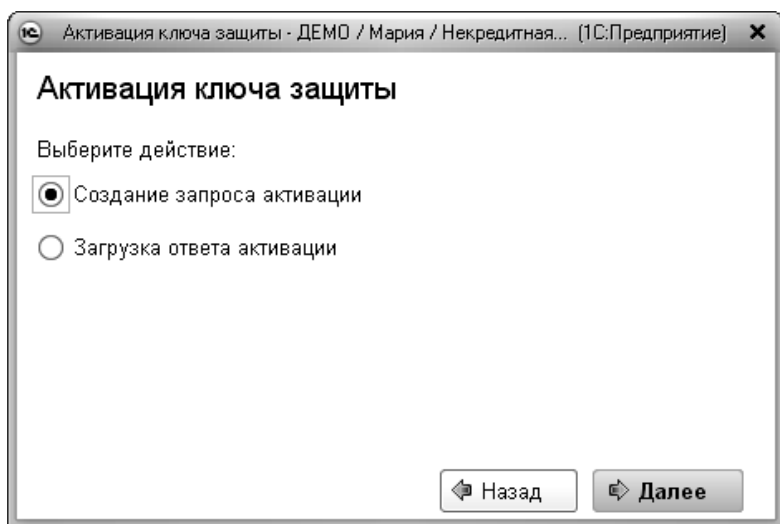 1С Активация ключа защиты - ДЕМО / Мария / Некредитная... (1С:Предприятие)
Активация ключа защиты
Выберите действие:
Создание запроса активации
Загрузка ответа активации
Назад Далее